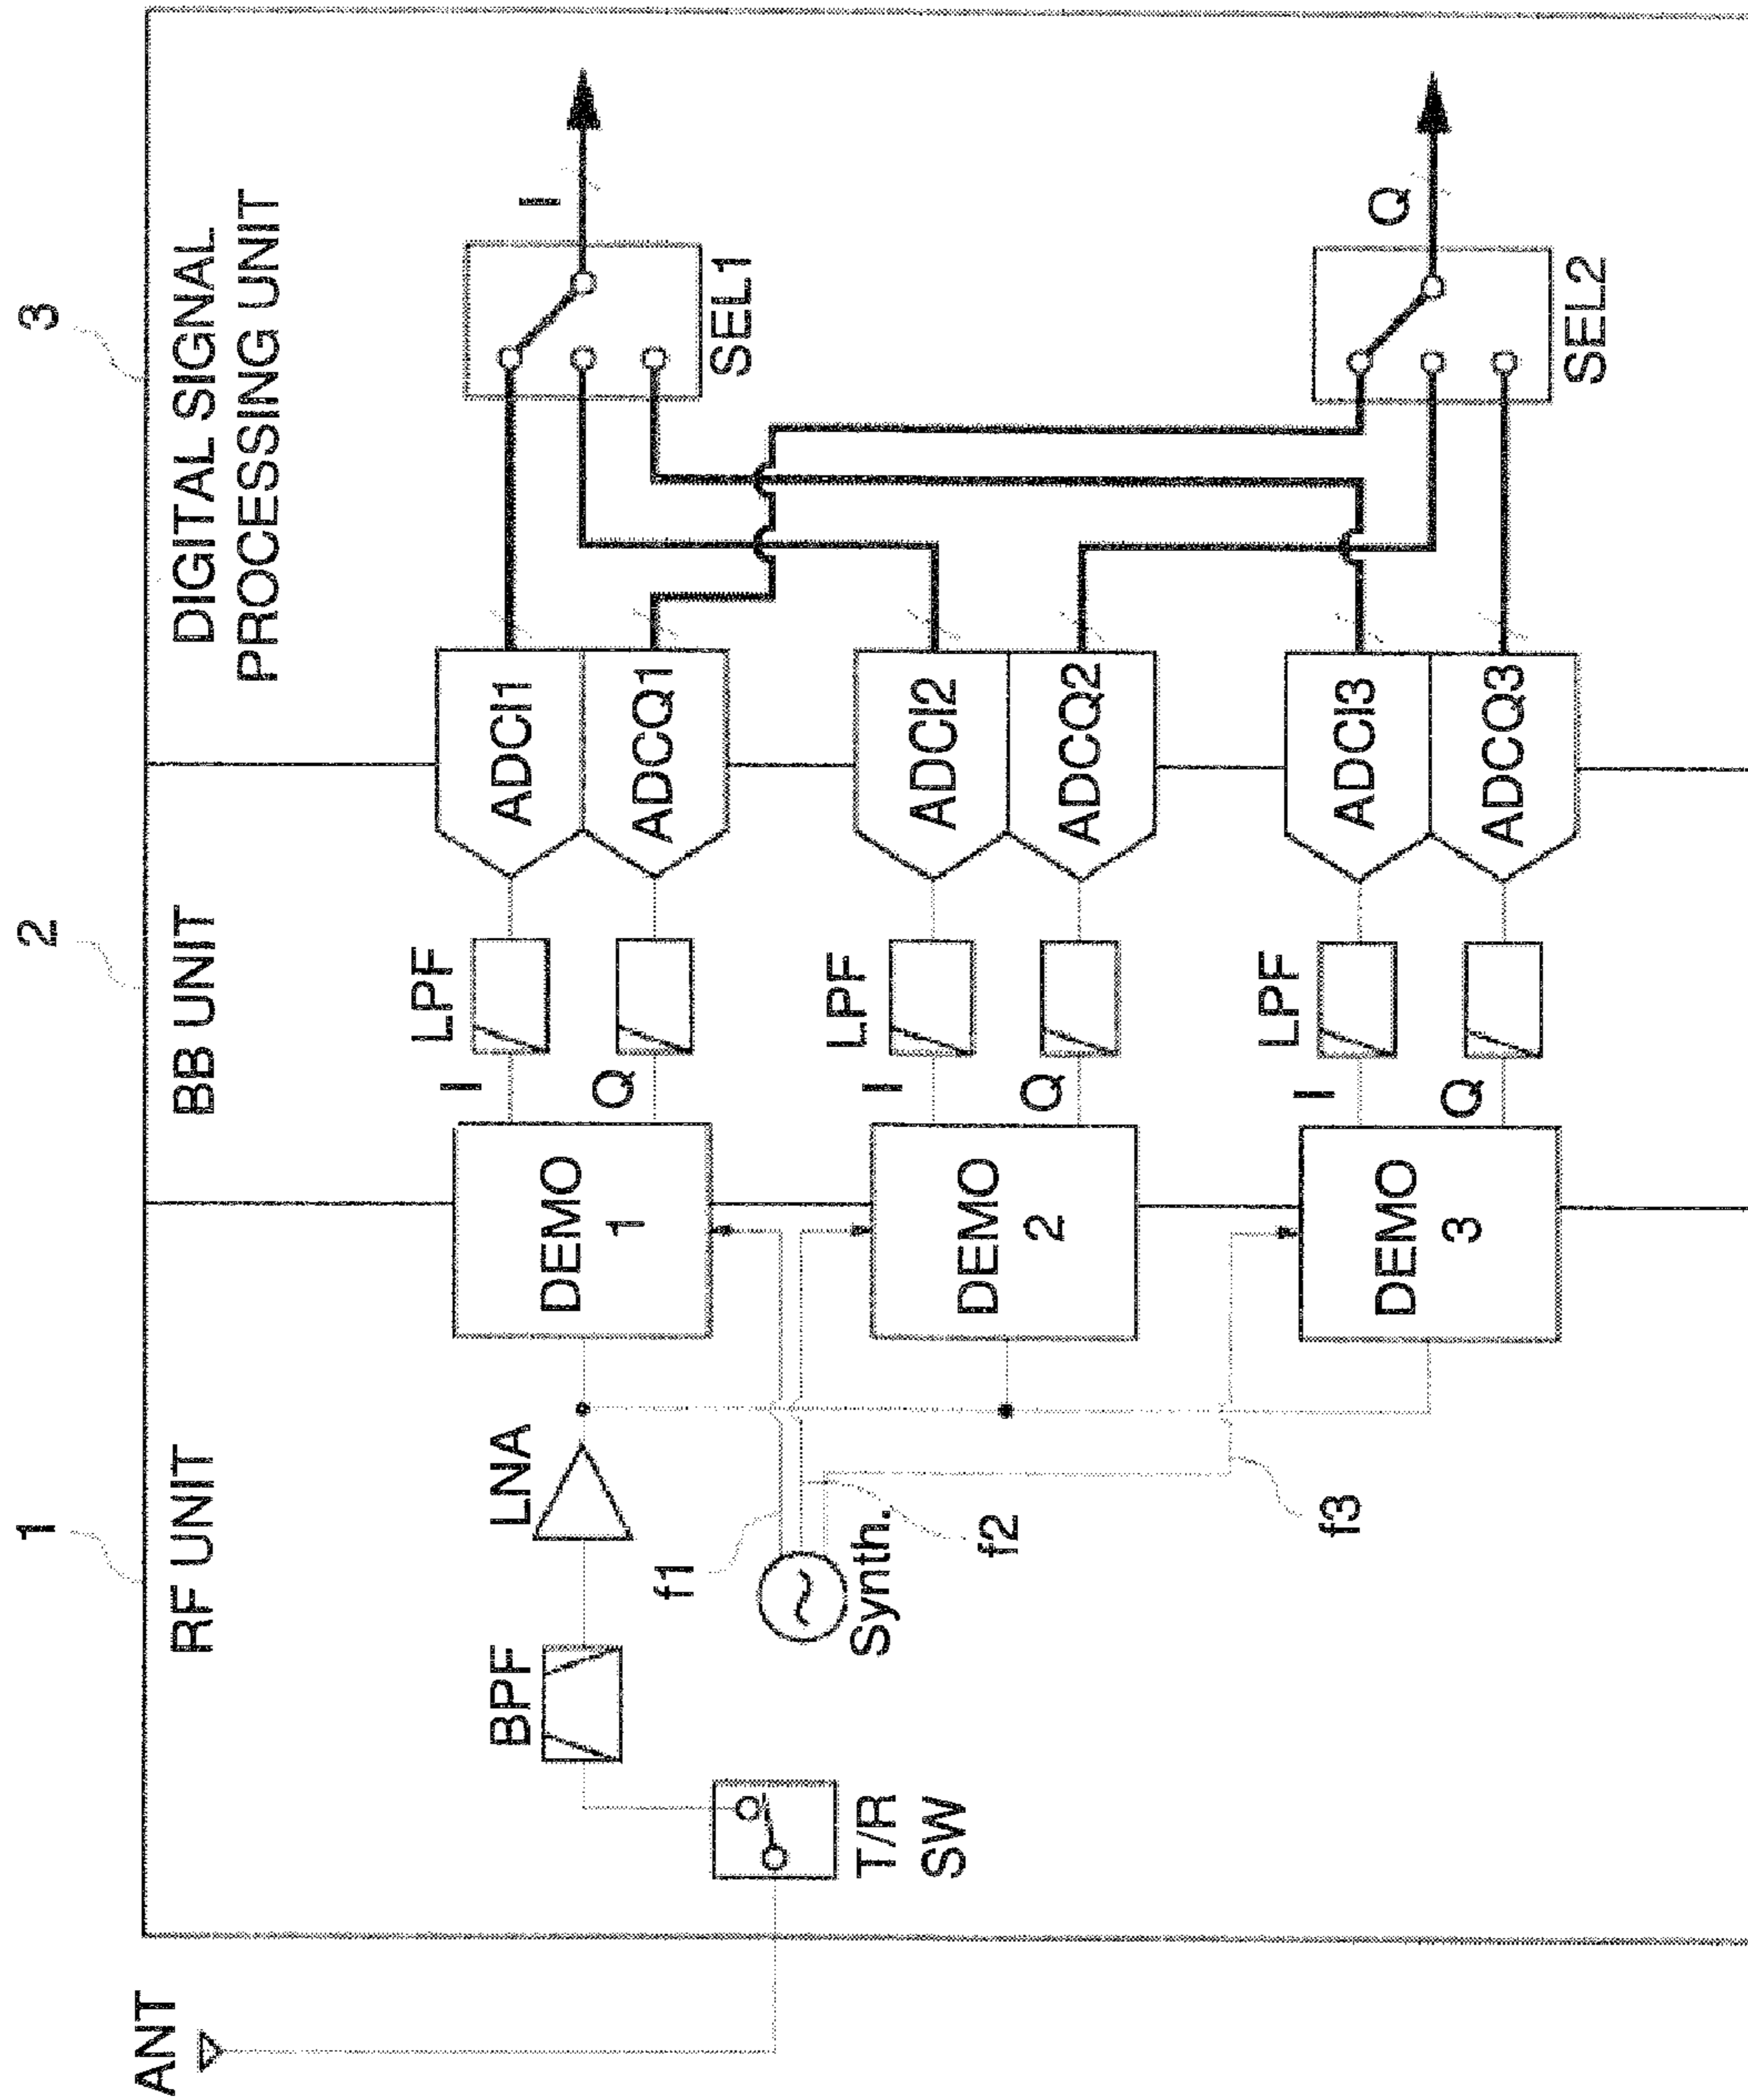 1
2
3
RF UNIT
BB UNIT
DIGITAL SIGNAL
PROCESSING UNIT
ANT
T/R
SW
BPF
LNA
Synth.
f1
f2
f3
DEMO
1
I
Q
LPF
ADCI1
ADCQ1
SEL1
I
DEMO
2
I
Q
LPF
ADCI2
ADCQ2
DEMO
3
I
Q
LPF
ADCI3
ADCQ3
SEL2
Q